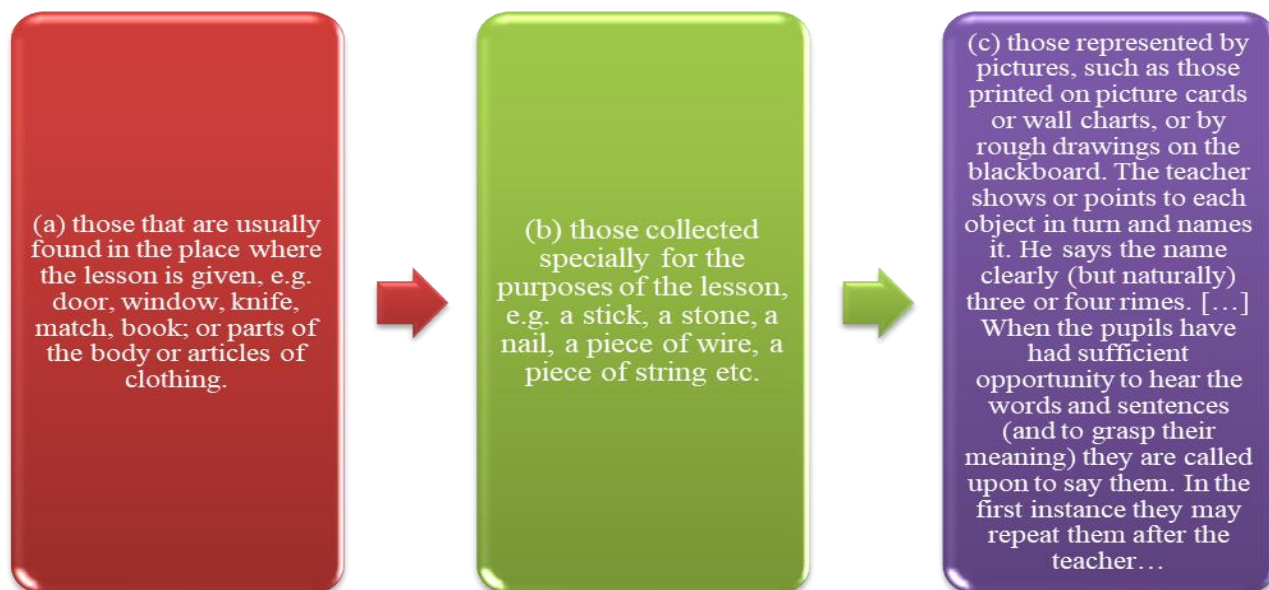 (a) those that are usually
found in the place where
the lesson is given, e.g.
door, window, knife,
match, book; or parts of
the body or articles of
clothing.
(b) those collected
specially for the
purposes of the lesson,
e.g. a stick, a stone, a
nail, a piece of wire, a
piece of string etc.
(c) those represented by
pictures, such as those
printed on picture cards
or wall charts, or by
rough drawings on the
blackboard. The teacher
shows or points to each
object in turn and names
it. He says the name
clearly (but naturally)
three or four rimes. […]
When the pupils have
had sufficient
opportunity to hear the
words and sentences
(and to grasp their
meaning) they are called
upon to say them. In the
first instance they may
repeat them after the
teacher…